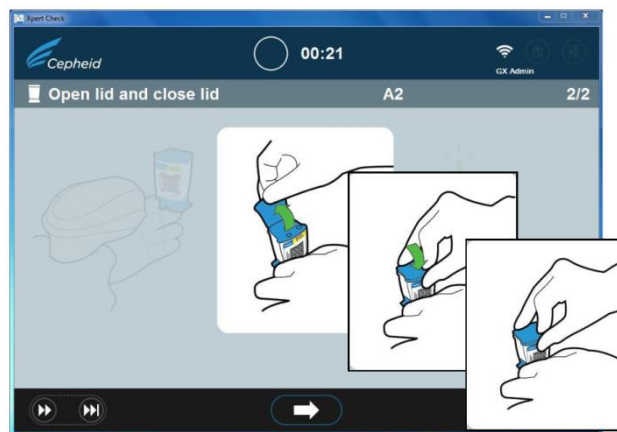 Xpert Check
Cepheid
00:21
GX Admin
Open lid and close lid A2 2/2